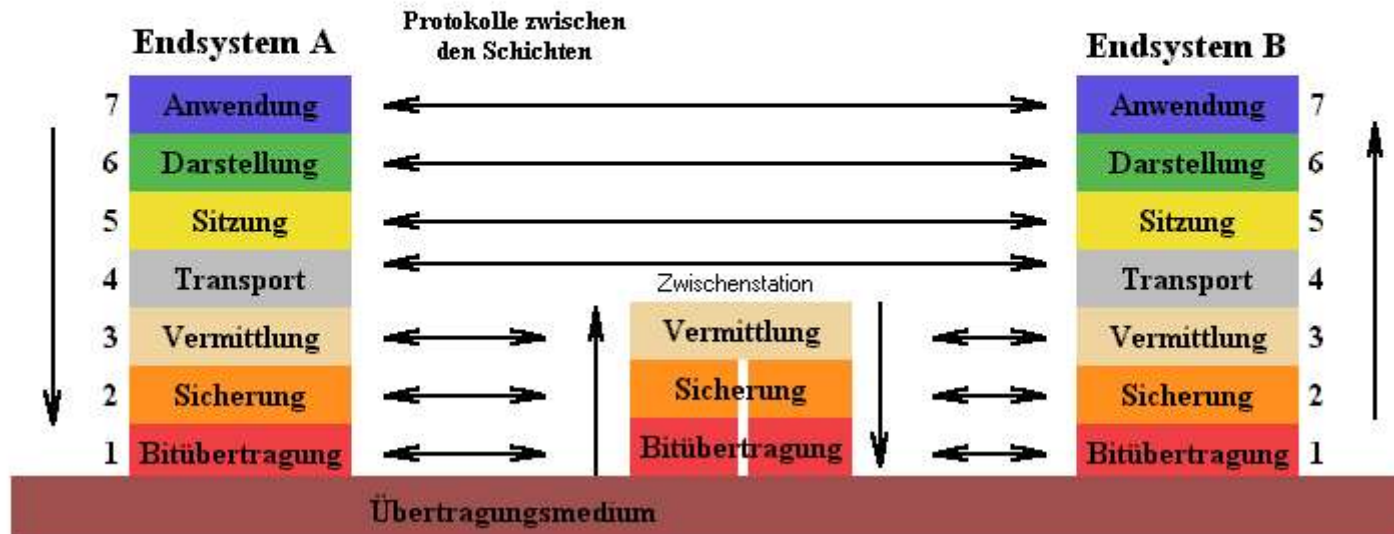 Protokolle zwischen
den Schichten
Endsystem A
Endsystem B
7 Anwendung Anwendung 7
6 Darstellung Darstellung 6
5 Sitzung Sitzung 5
4 Transport Transport 4
Zwischenstation
3 Vermittlung Vermittlung Vermittlung 3
2 Sicherung Sicherung Sicherung 2
1 Bitübertragung Bitübertragung Bitübertragung 1
Übertragungsmedium